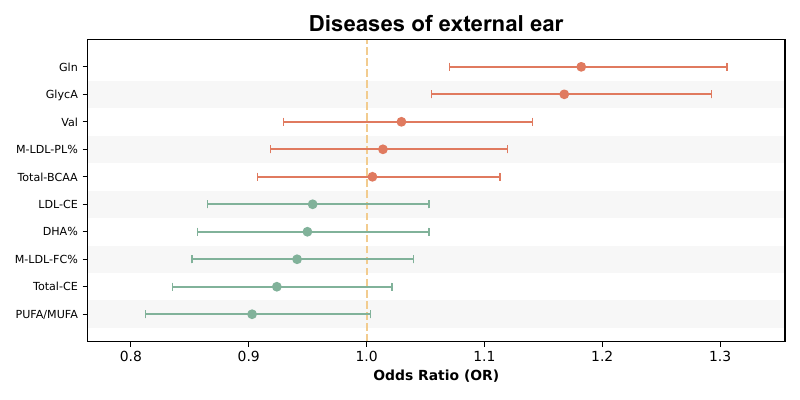 Diseases of external ear
Gln
GlycA
Val
M-LDL-PL%
Total-BCAA
LDL-CE
DHA%
M-LDL-FC%
Total-CE
PUFA/MUFA
0.8 0.9 1.0 1.1 1.2 1.3
Odds Ratio (OR)